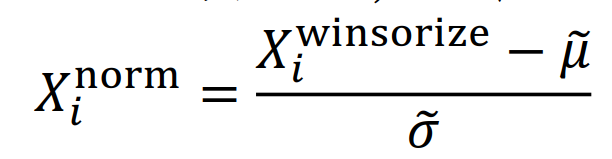 X_i^norm = (X_i^winsorize − μ̃) / σ̃